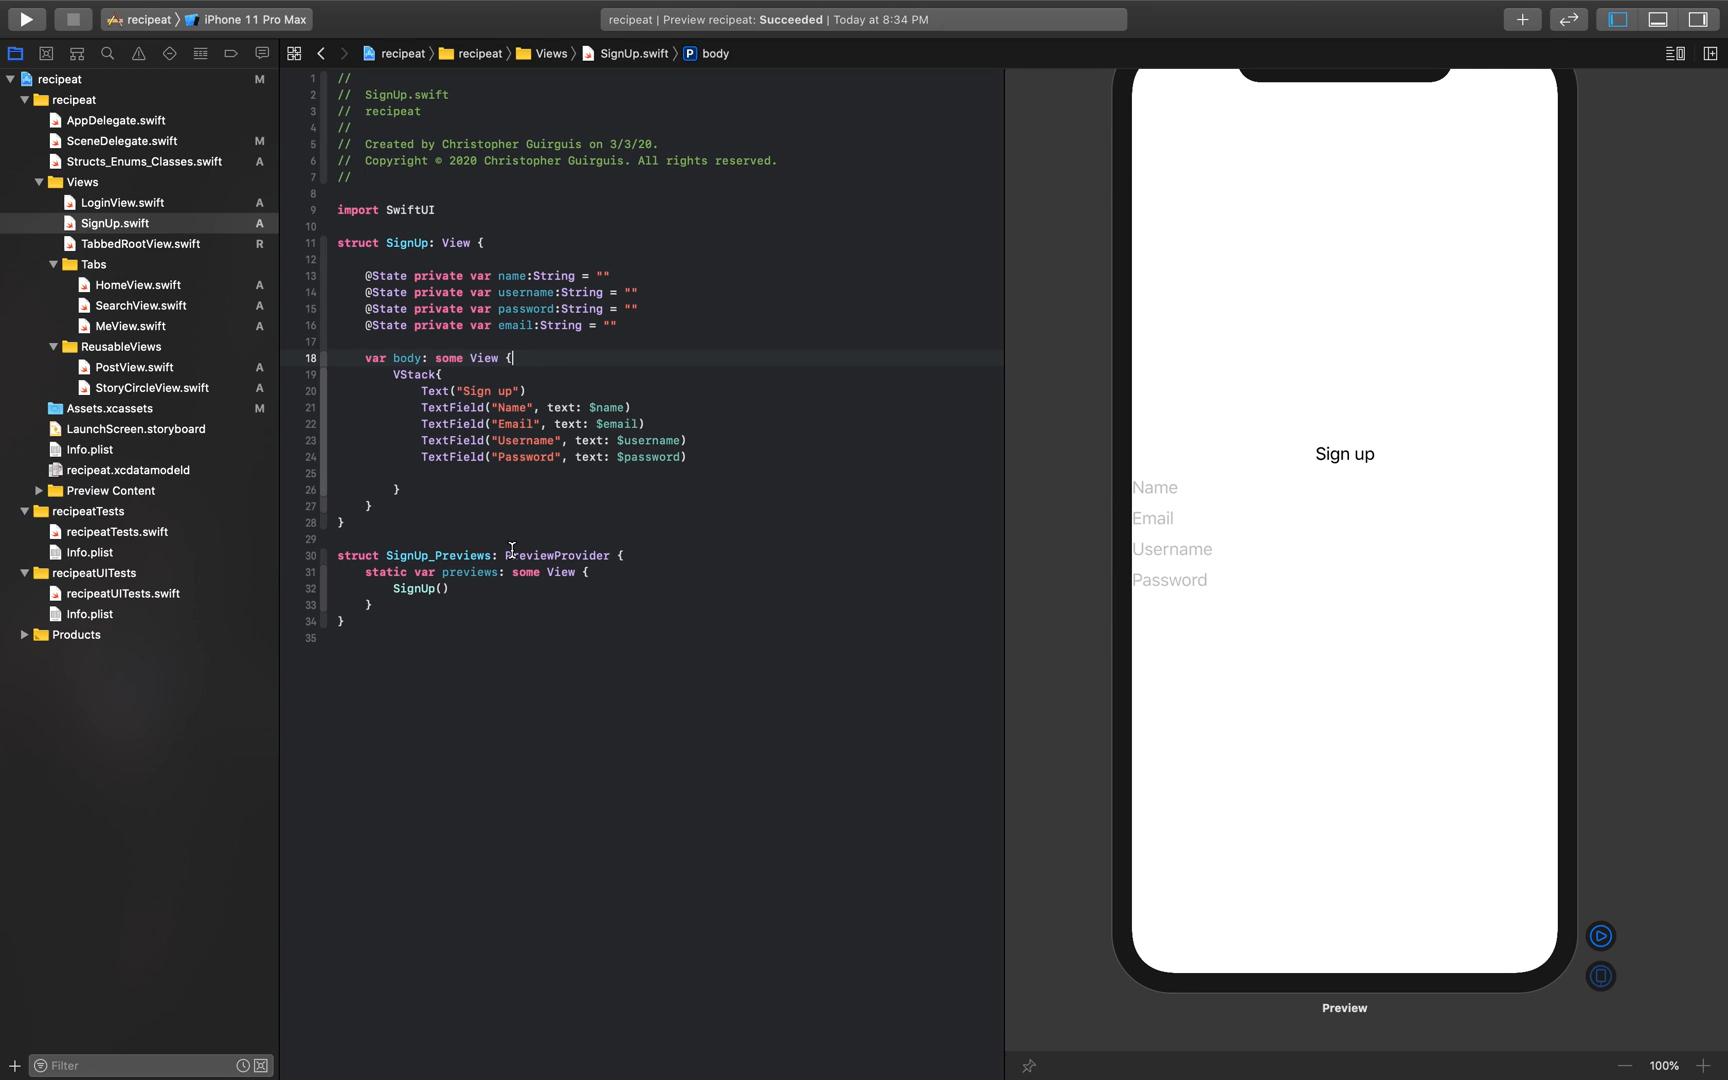 recipeat
iPhone 11 Pro Max
recipeat | Preview recipeat: Succeeded | Today at 8:34 PM
recipeat
recipeat
Views
SignUp.swift
P
body
recipeat
M
recipeat
AppDelegate.swift
SceneDelegate.swift
M
Structs_Enums_Classes.swift
A
Views
LoginView.swift
A
SignUp.swift
A
TabbedRootView.swift
R
Tabs
HomeView.swift
A
SearchView.swift
A
MeView.swift
A
ReusableViews
PostView.swift
A
StoryCircleView.swift
A
Assets.xcassets
M
LaunchScreen.storyboard
Info.plist
recipeat.xcdatamodeld
Preview Content
recipeatTests
recipeatTests.swift
Info.plist
recipeatUITests
recipeatUITests.swift
Info.plist
Products
Filter
1 //
2 //  SignUp.swift
3 //  recipeat
4 //
5 //  Created by Christopher Guirguis on 3/3/20.
6 //  Copyright © 2020 Christopher Guirguis. All rights reserved.
7 //
8
9 import SwiftUI
10
11 struct SignUp: View {
12
13     @State private var name:String = ""
14     @State private var username:String = ""
15     @State private var password:String = ""
16     @State private var email:String = ""
17
18     var body: some View {
19         VStack{
20             Text("Sign up")
21             TextField("Name", text: $name)
22             TextField("Email", text: $email)
23             TextField("Username", text: $username)
24             TextField("Password", text: $password)
25
26         }
27     }
28 }
29
30 struct SignUp_Previews: PreviewProvider {
31     static var previews: some View {
32         SignUp()
33     }
34 }
35
Sign up
Name
Email
Username
Password
Preview
100%